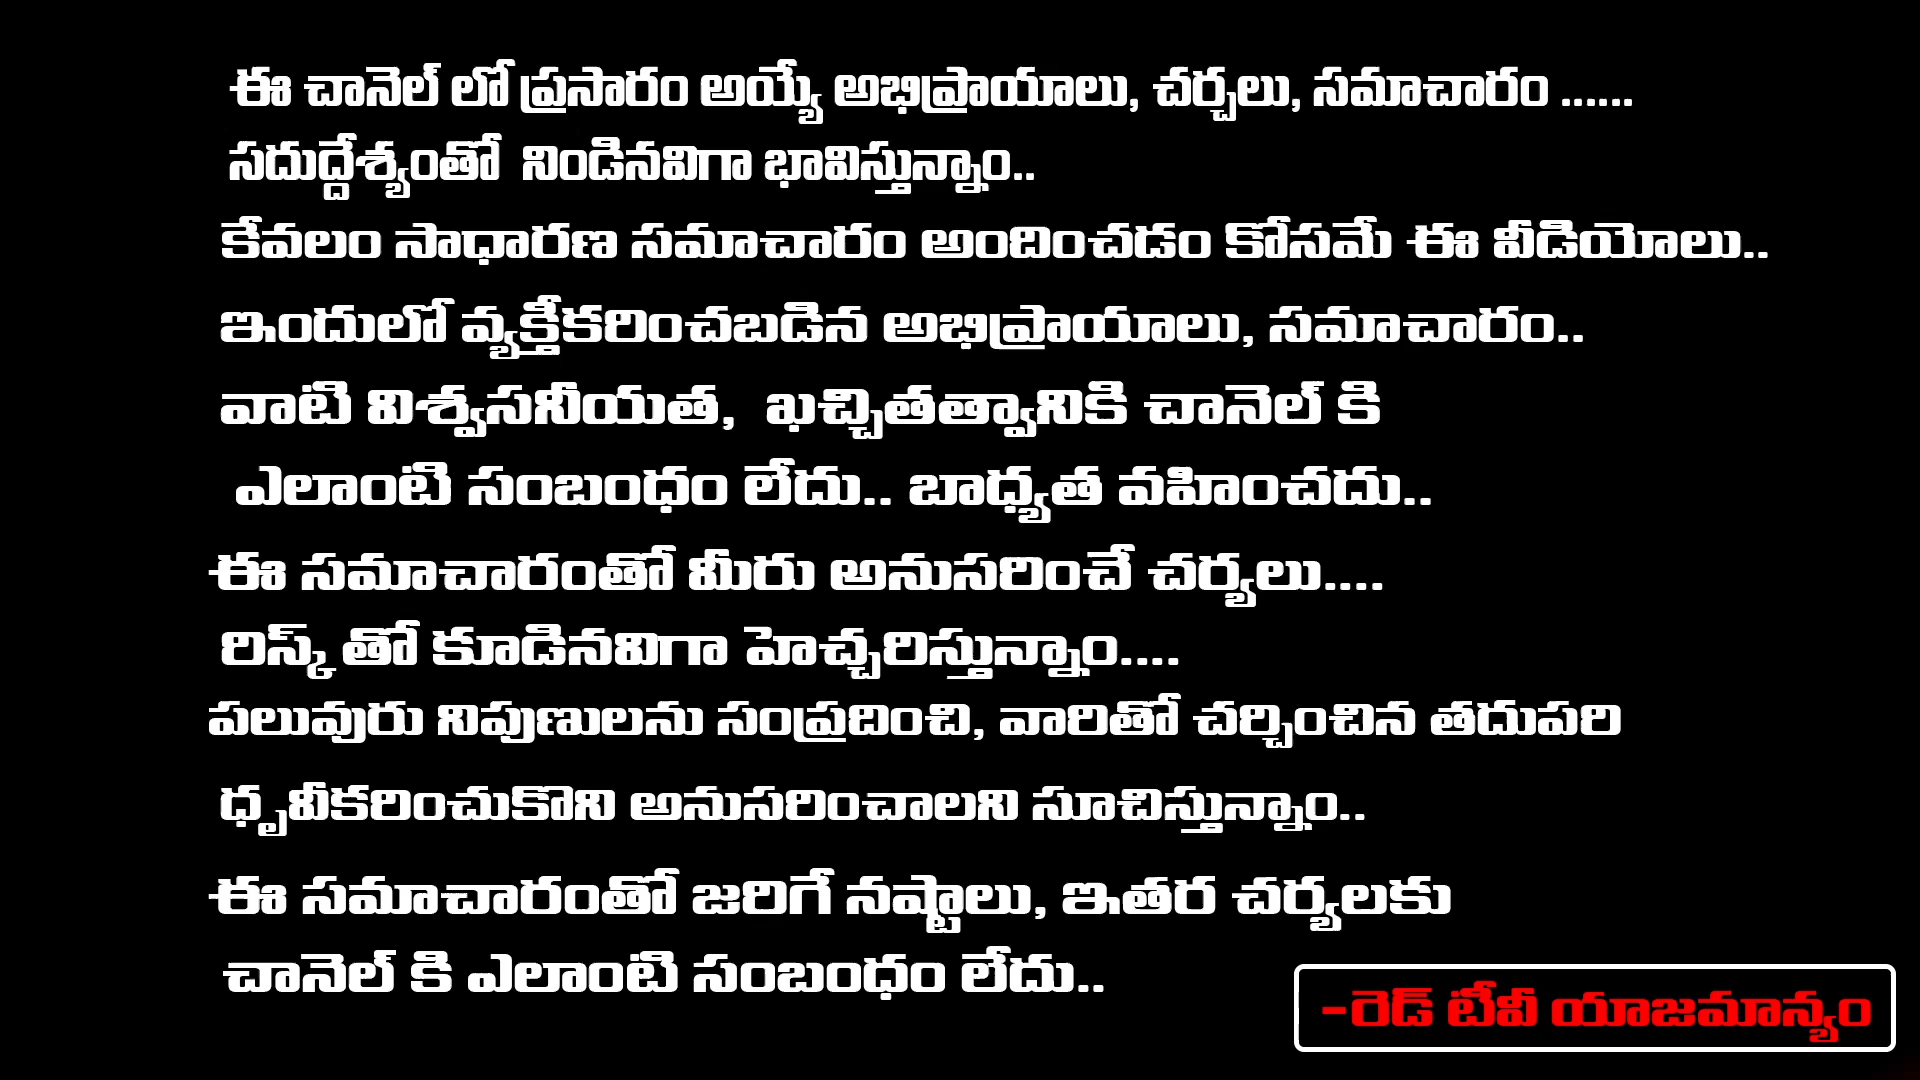 ఈ చానెల్ లో ప్రసారం అయ్యే అభిప్రాయాలు, చర్చలు, సమాచారం ......
సదుద్దేశ్యంతో నిండినవిగా భావిస్తున్నాం..
కేవలం సాధారణ సమాచారం అందించడం కోసమే ఈ వీడియోలు..
ఇందులో వ్యక్తీకరించబడిన అభిప్రాయాలు, సమాచారం..
వాటి విశ్వసనీయత, ఖచ్చితత్వానికి చానెల్ కి
ఎలాంటి సంబంధం లేదు.. బాధ్యత వహించదు..
ఈ సమాచారంతో మీరు అనుసరించే చర్యలు....
రిస్క్ తో కూడినవిగా హెచ్చరిస్తున్నాం....
పలువురు నిపుణులను సంప్రదించి, వారితో చర్చించిన తదుపరి
ధృవీకరించుకొని అనుసరించాలని సూచిస్తున్నాం..
ఈ సమాచారంతో జరిగే నష్టాలు, ఇతర చర్యలకు
చానెల్ కి ఎలాంటి సంబంధం లేదు..
-రెడ్ టీవీ యాజమాన్యం